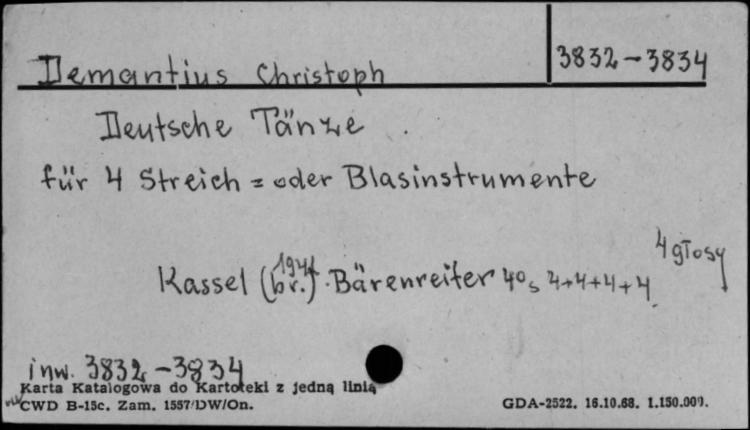 Demantius Christoph 3832-3834
Deutsche Tänze
für 4 Streich = oder Blasinstrumente
4 głosy
Kassel (br.) 1941 Bärenreiter 4o s 4+4+4+4
inw. 3832-3834
Karta Katalogowa do Kartoteki z jedną linią
CWD B-15c. Zam. 1557/DW/On. GDA-2522. 16.10.68. 1.150.000.